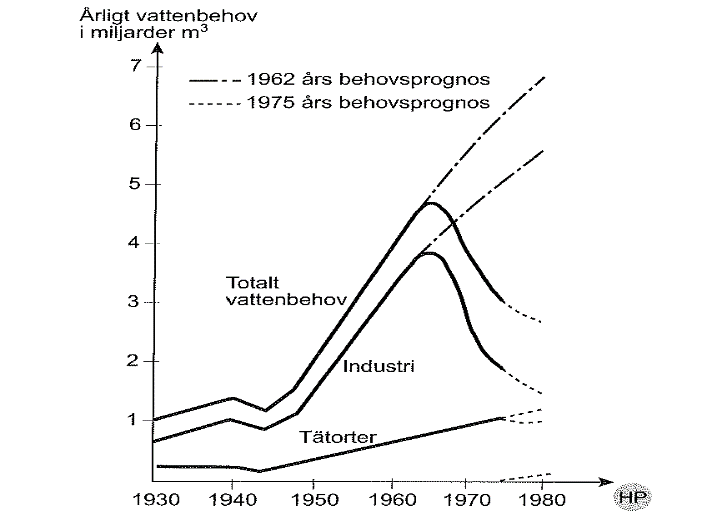 Årligt vattenbehov
i miljarder m³
7
1962 års behovsprognos
1975 års behovsprognos
6
5
4
Totalt
vattenbehov
3
2
Industri
1
Tätorter
1930 1940 1950 1960 1970 1980
HP